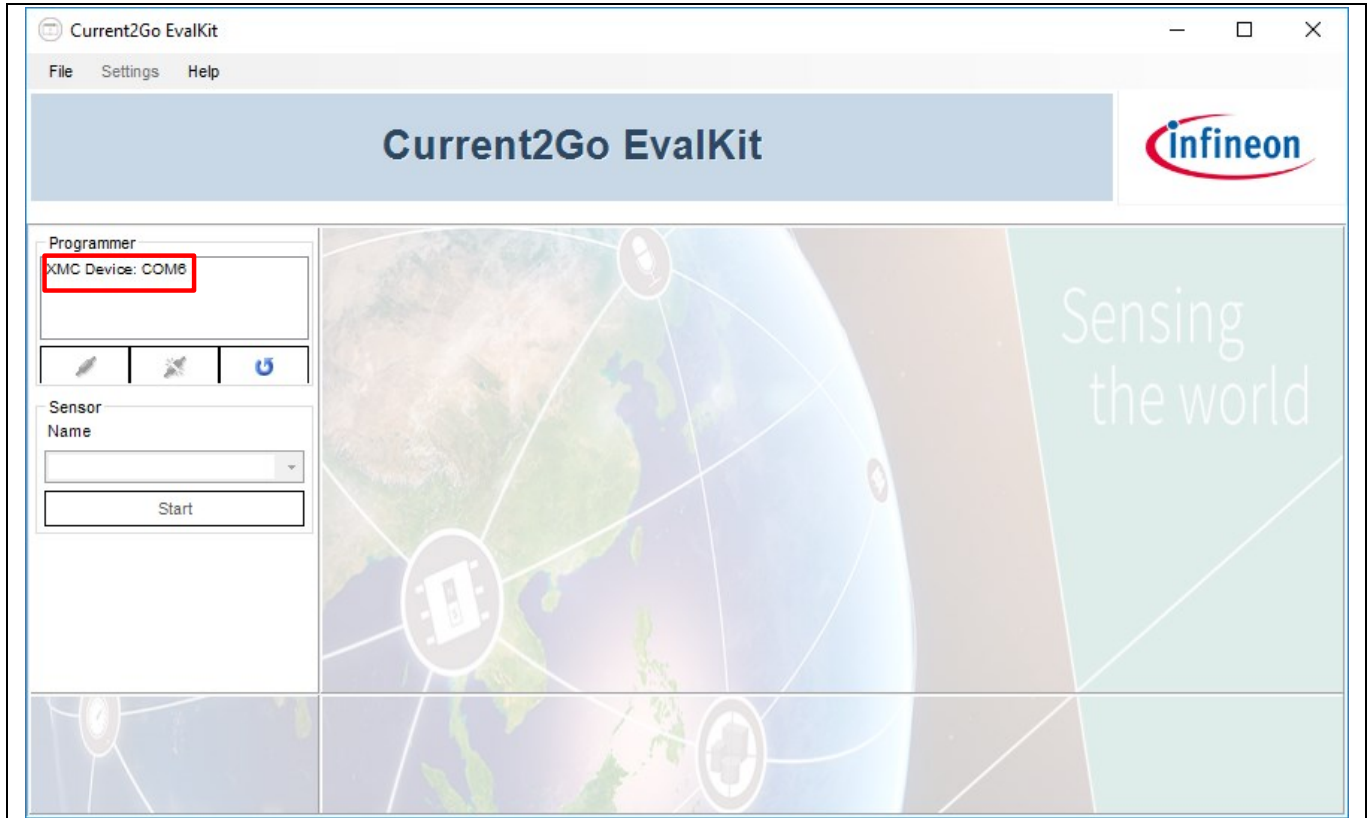 Current2Go EvalKit
File Settings Help
Current2Go EvalKit
infineon
Programmer
XMC Device: COM6
Sensor
Name
Start
Sensing
the world